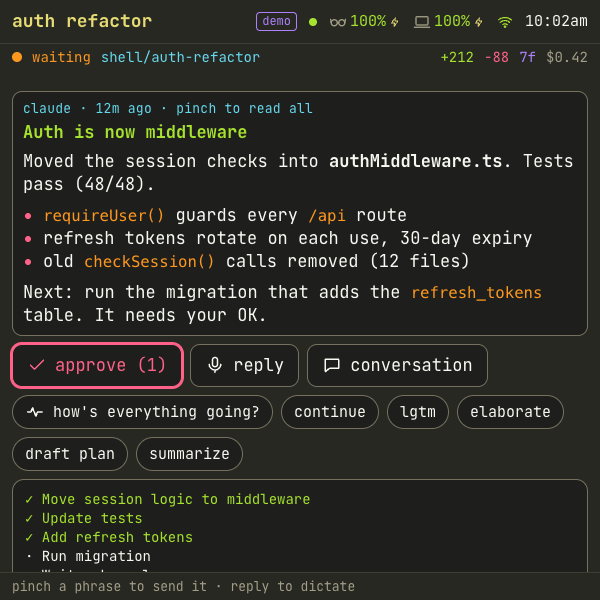 auth refactor demo 100% 100% 10:02am
waiting shell/auth-refactor +212 -88 7f $0.42
claude · 12m ago · pinch to read all
Auth is now middleware
Moved the session checks into authMiddleware.ts. Tests
pass (48/48).
• requireUser() guards every /api route
• refresh tokens rotate on each use, 30-day expiry
• old checkSession() calls removed (12 files)
Next: run the migration that adds the refresh_tokens
table. It needs your OK.
approve (1) reply conversation
how's everything going? continue lgtm elaborate
draft plan summarize
✓ Move session logic to middleware
✓ Update tests
✓ Add refresh tokens
· Run migration
pinch a phrase to send it · reply to dictate